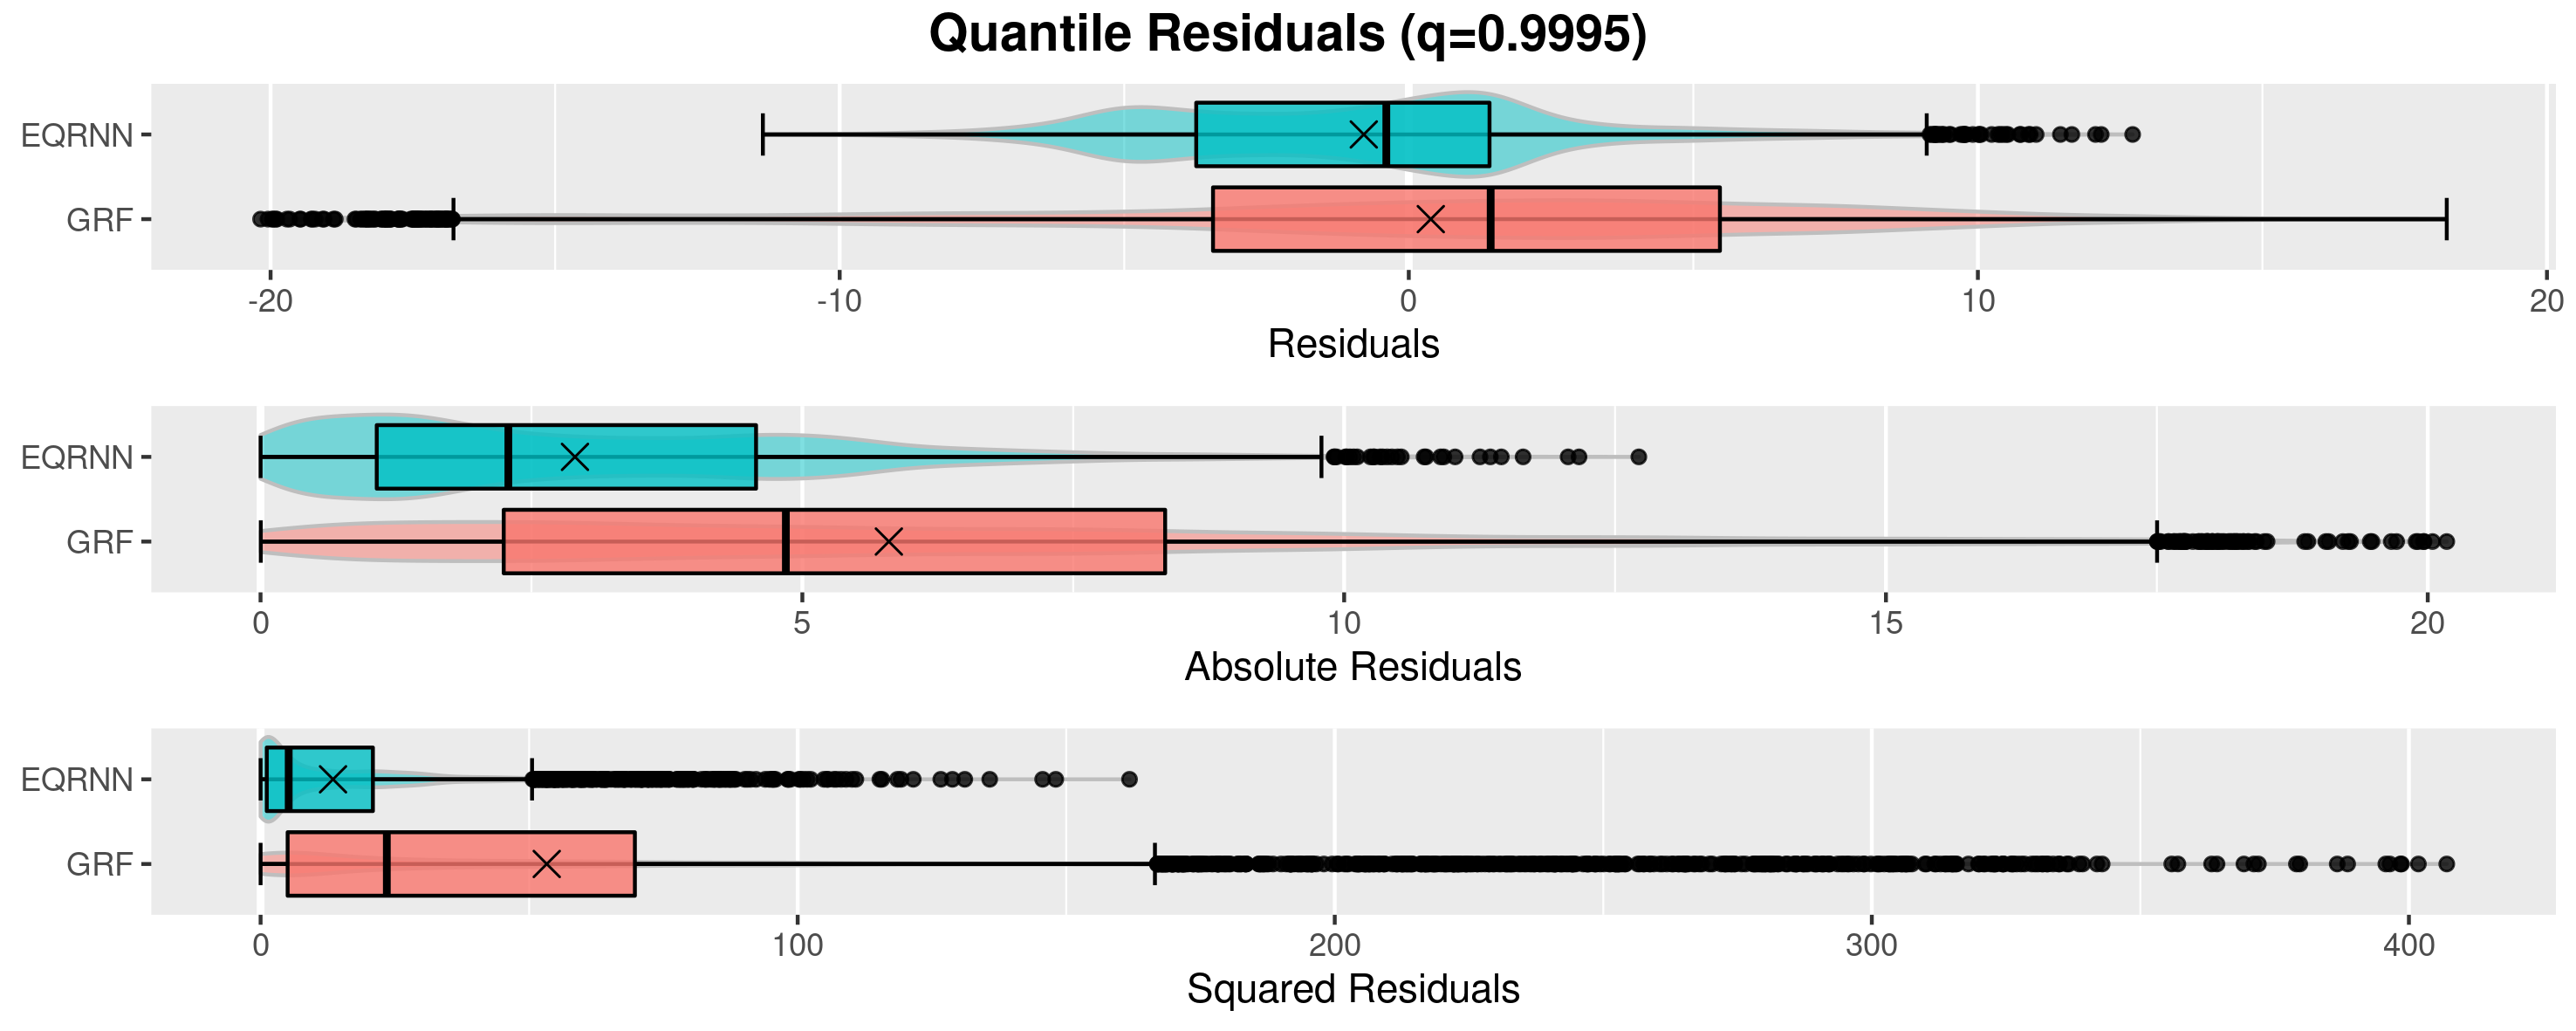 Quantile Residuals (q=0.9995)
EQRNN
GRF
-20 -10 0 10 20
Residuals
EQRNN
GRF
0 5 10 15 20
Absolute Residuals
EQRNN
GRF
0 100 200 300 400
Squared Residuals